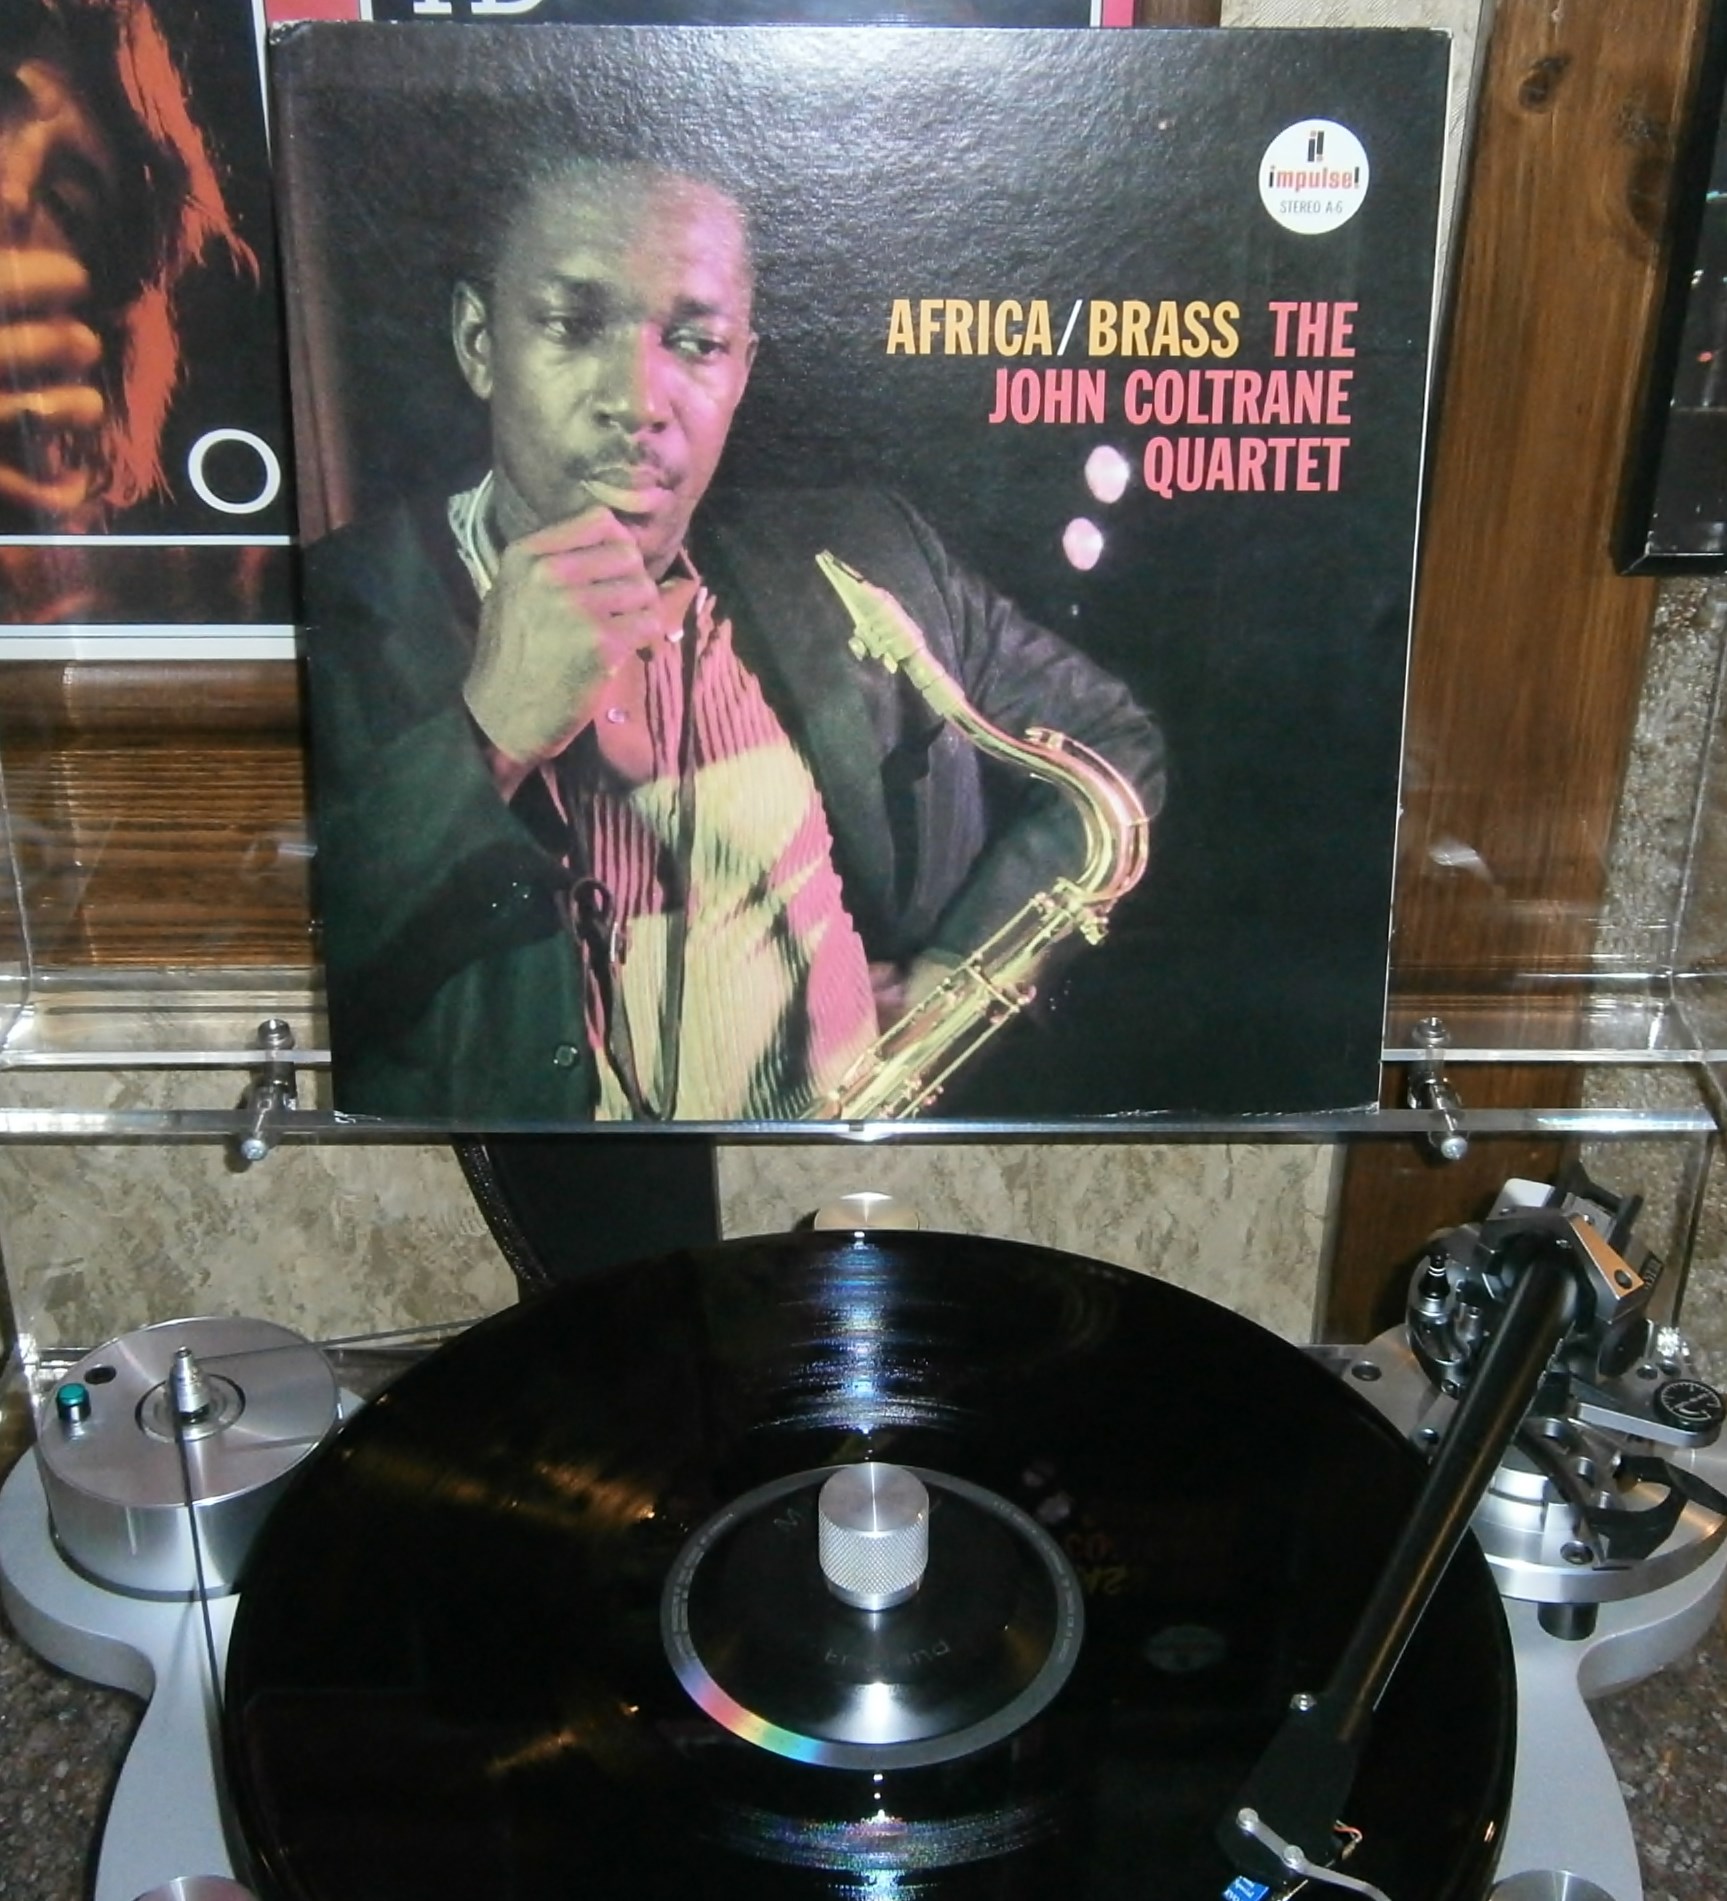 impulse!
STEREO A-6
AFRICA/BRASS THE
JOHN COLTRANE
QUARTET
O